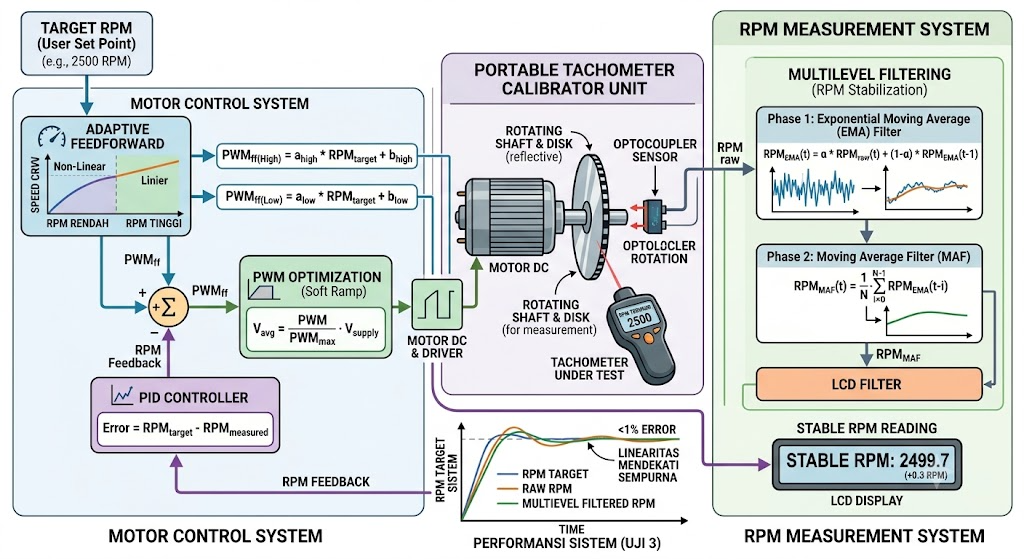 TARGET RPM
(User Set Point)
(e.g., 2500 RPM)
MOTOR CONTROL SYSTEM
ADAPTIVE
FEEDFORWARD
Non-Linear
Linier
SPEED CRW
RPM RENDAH
RPM TINGGI
PWMff(High) = ahigh * RPMtarget + bhigh
PWMff(Low) = alow * RPMtarget + blow
PWMff
+
+Σ
−
PWMff
RPM
Feedback
PWM OPTIMIZATION
(Soft Ramp)
Vavg = PWM / PWMmax · Vsupply
MOTOR DC
& DRIVER
PID CONTROLLER
Error = RPMtarget - RPMmeasured
RPM FEEDBACK
MOTOR CONTROL SYSTEM
PORTABLE TACHOMETER
CALIBRATOR UNIT
ROTATING
SHAFT & DISK
(reflective)
OPTOCOUPLER
SENSOR
MOTOR DC
OPTOLOCLER
ROTATION
ROTATING
SHAFT & DISK
(for measurement)
2500
TACHOMETER
UNDER TEST
RPM TARGET
SISTEM
<1% ERROR
LINEARITAS
MENDEKATI
SEMPURNA
RPM TARGET
RAW RPM
MULTILEVEL FILTERED RPM
TIME
PERFORMANSI SISTEM (UJI 3)
RPM MEASUREMENT SYSTEM
MULTILEVEL FILTERING
(RPM Stabilization)
RPM
raw
Phase 1: Exponential Moving Average
(EMA) Filter
RPMEMA(t) = α * RPMraw(t) + (1-α) * RPMEMA(t-1)
Phase 2: Moving Average Filter (MAF)
RPMMAF(t) = 1/N · Σ N-1 i=0 RPMEMA(t-i)
RPMMAF
LCD FILTER
STABLE RPM READING
STABLE RPM: 2499.7
(+0.3 RPM)
LCD DISPLAY
RPM MEASUREMENT SYSTEM